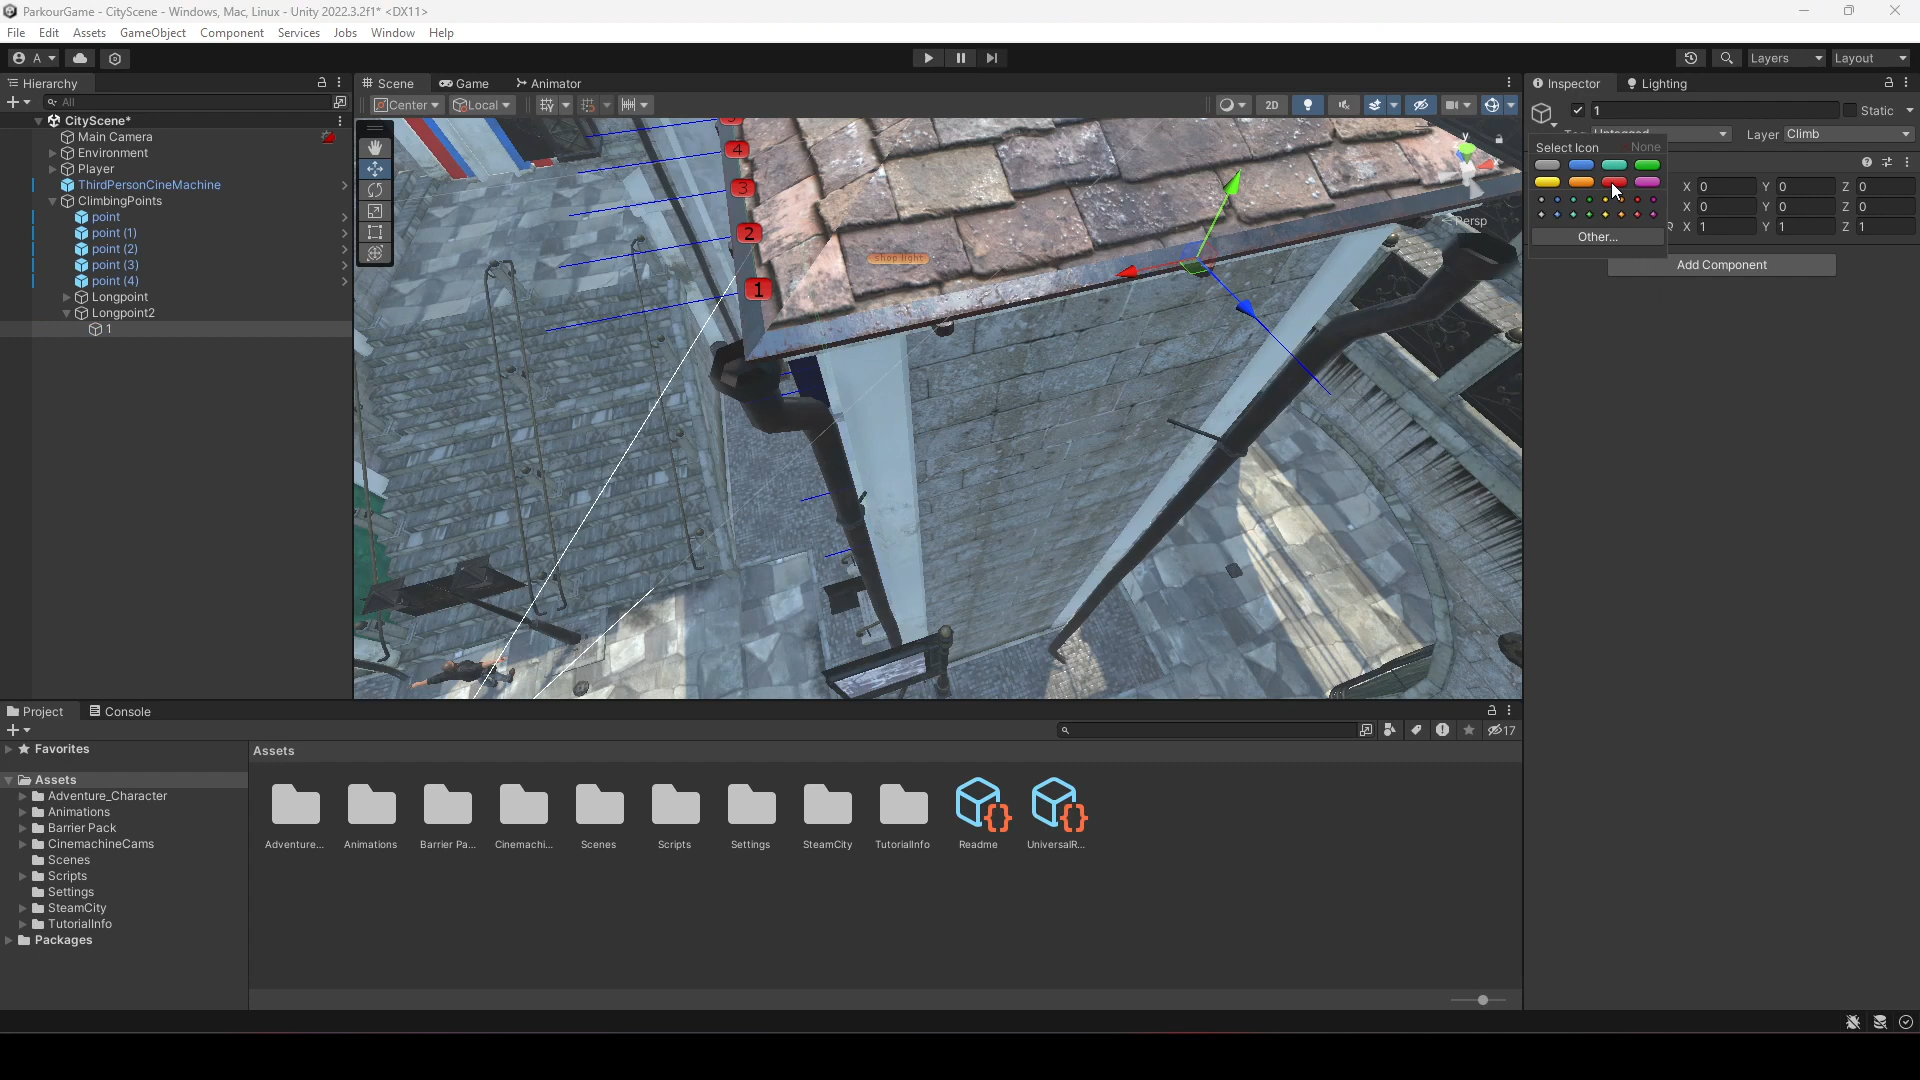 ParkourGame - CityScene - Windows, Mac, Linux - Unity 2022.3.2f1* <DX11>
File Edit Assets GameObject Component Services Jobs Window Help
A Layers Layout
Hierarchy
All
CityScene*
Main Camera
Environment
Player
ThirdPersonCineMachine
ClimbingPoints
point
point (1)
point (2)
point (3)
point (4)
Longpoint
Longpoint2
1
Scene Game Animator
Center Local 2D
4
3
2
1
shop light
y
Persp
Inspector Lighting
1 Static
Layer Climb
Select Icon None
X 0 Y 0 Z 0
X 0 Y 0 Z 0
X 1 Y 1 Z 1
Other...
Add Component
Project Console
17
Favorites
Assets
Adventure_Character
Animations
Barrier Pack
CinemachineCams
Scenes
Scripts
Settings
SteamCity
TutorialInfo
Packages
Assets
Adventure... Animations Barrier Pa... Cinemachi... Scenes Scripts Settings SteamCity TutorialInfo Readme UniversalR...